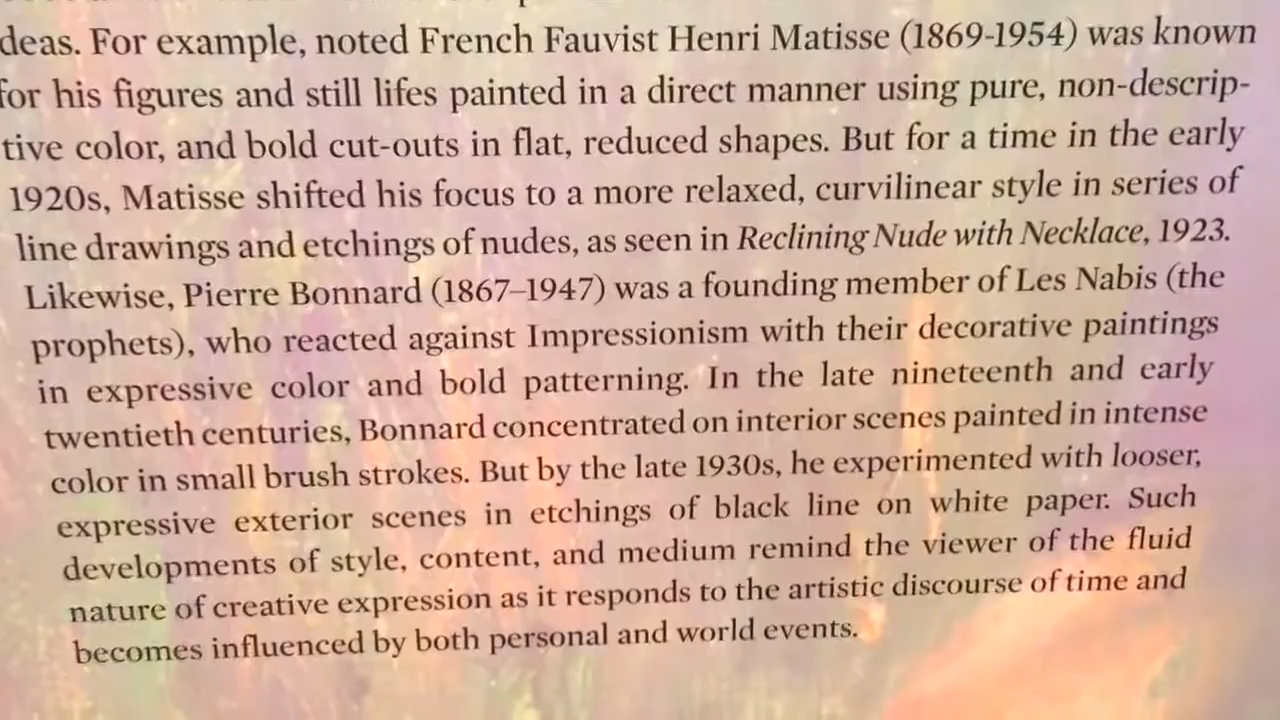 deas. For example, noted French Fauvist Henri Matisse (1869-1954) was known
for his figures and still lifes painted in a direct manner using pure, non-descrip-
tive color, and bold cut-outs in flat, reduced shapes. But for a time in the early
1920s, Matisse shifted his focus to a more relaxed, curvilinear style in series of
line drawings and etchings of nudes, as seen in Reclining Nude with Necklace, 1923.
Likewise, Pierre Bonnard (1867–1947) was a founding member of Les Nabis (the
prophets), who reacted against Impressionism with their decorative paintings
in expressive color and bold patterning. In the late nineteenth and early
twentieth centuries, Bonnard concentrated on interior scenes painted in intense
color in small brush strokes. But by the late 1930s, he experimented with looser,
expressive exterior scenes in etchings of black line on white paper. Such
developments of style, content, and medium remind the viewer of the fluid
nature of creative expression as it responds to the artistic discourse of time and
becomes influenced by both personal and world events.